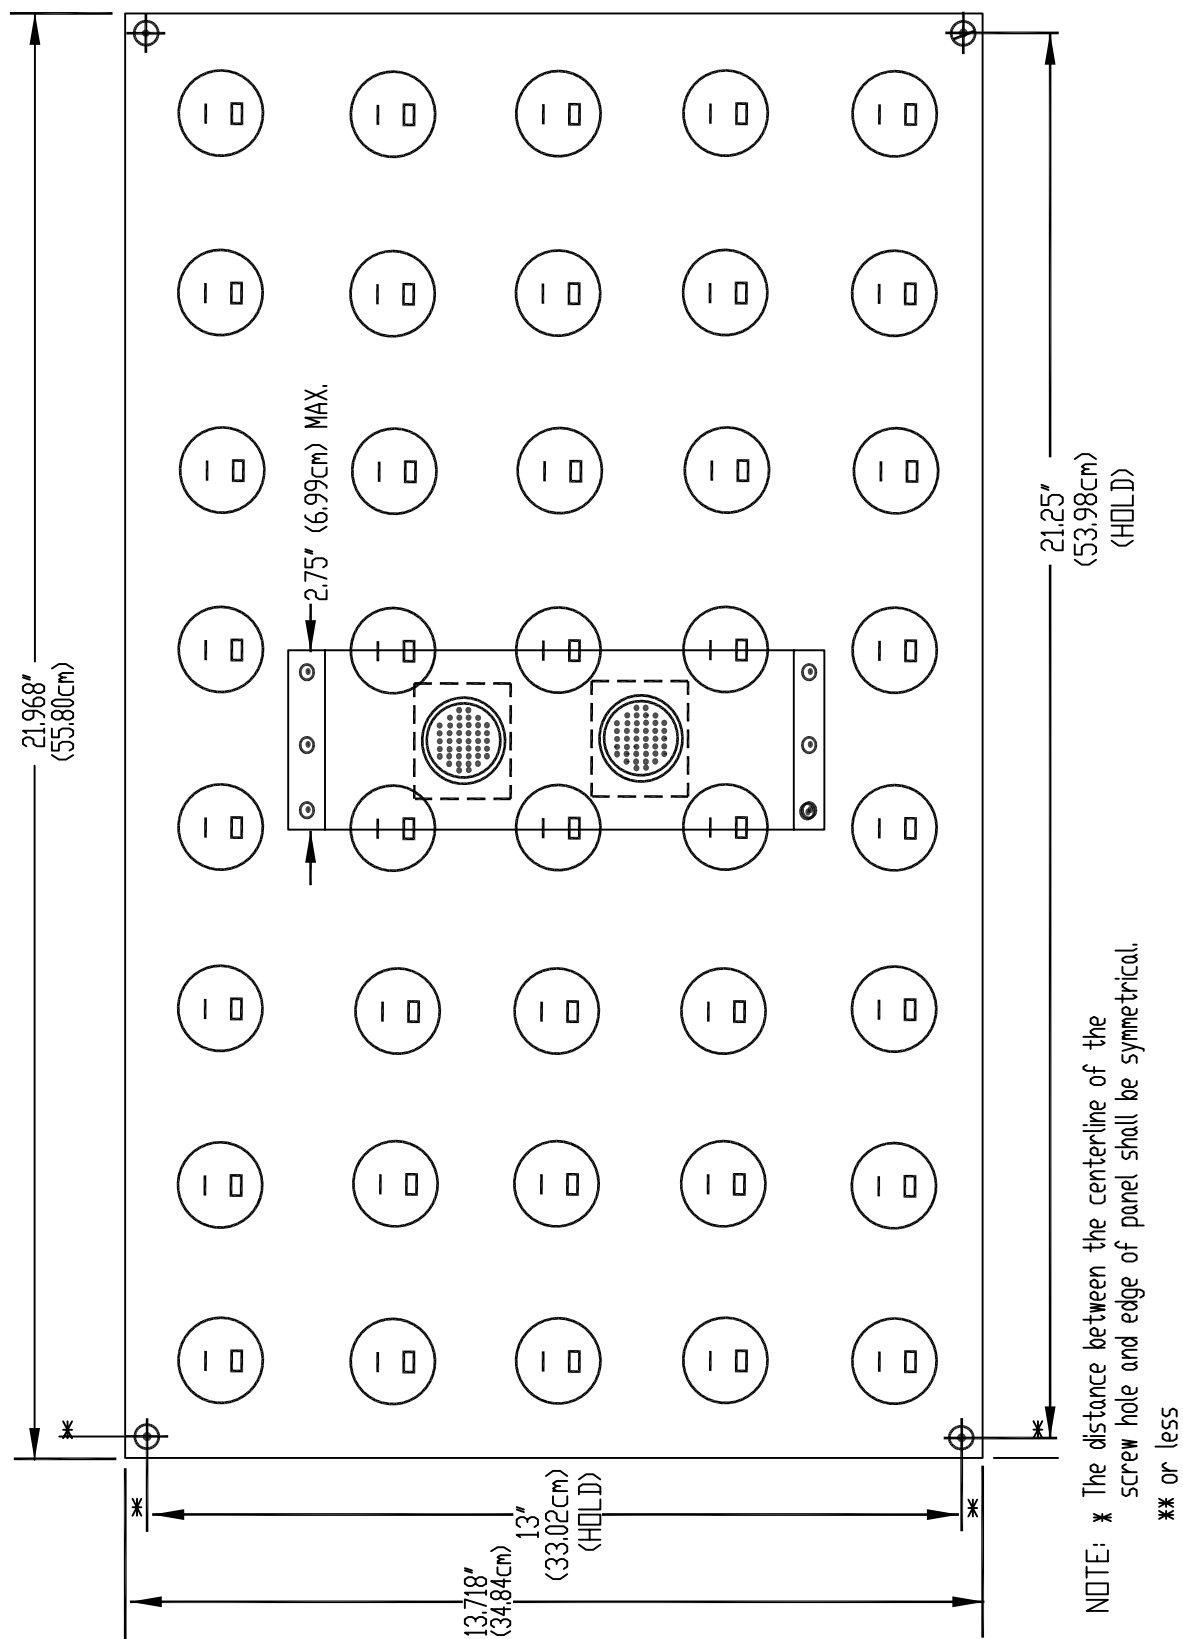 21.968"
(55.80cm)
2.75" (6.99cm) MAX.
21.25"
(53.98cm)
(HOLD)
*
*
*
*
13"
(33.02cm)
(HOLD)
13.718"
(34.84cm)
NOTE: * The distance between the centerline of the
screw hole and edge of panel shall be symmetrical.
** or less